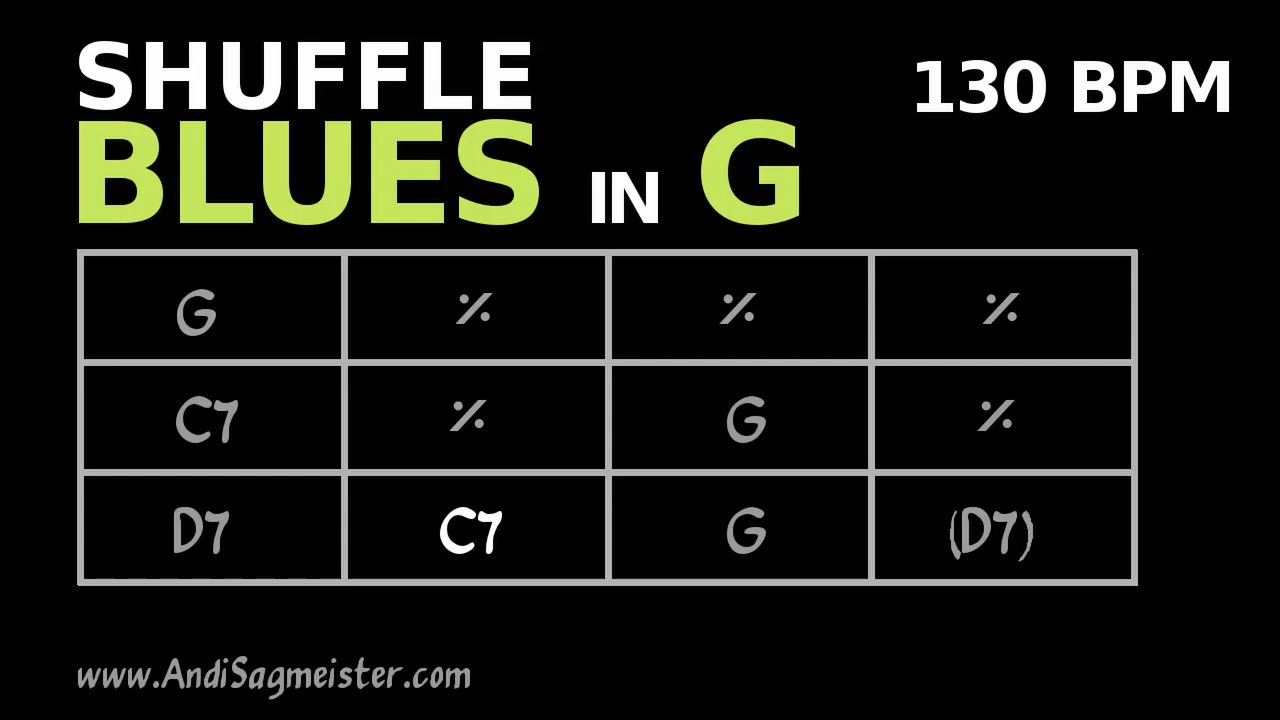 SHUFFLE
130 BPM
BLUES IN G
G % % %
C7 % G %
D7 C7 G (D7)
www.AndiSagmeister.com